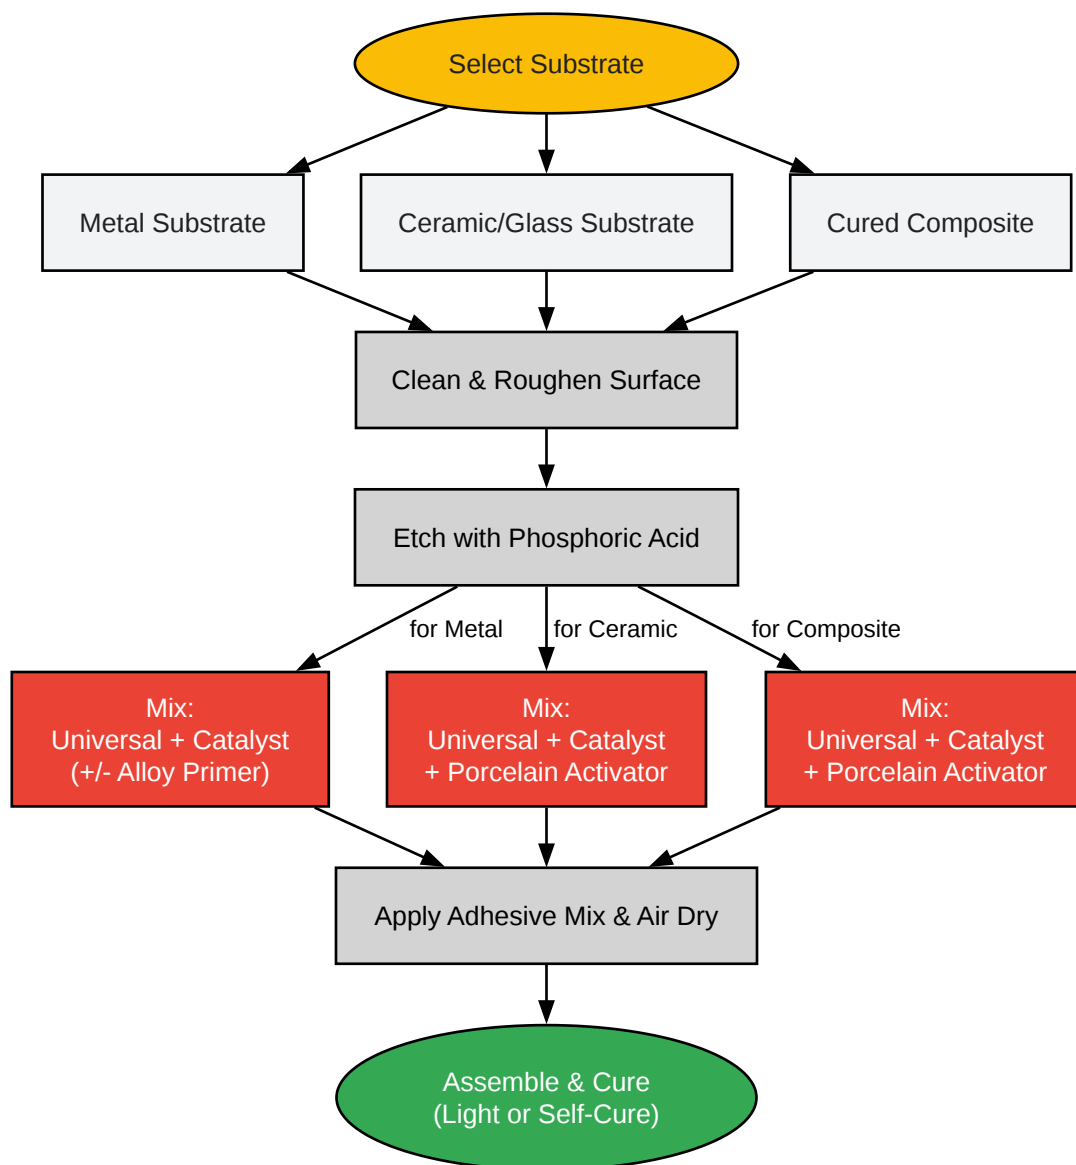 Select Substrate
Metal Substrate
Ceramic/Glass Substrate
Cured Composite
Clean & Roughen Surface
Etch with Phosphoric Acid
for Metal
for Ceramic
for Composite
Mix:
Universal + Catalyst
(+/- Alloy Primer)
Mix:
Universal + Catalyst
+ Porcelain Activator
Mix:
Universal + Catalyst
+ Porcelain Activator
Apply Adhesive Mix & Air Dry
Assemble & Cure
(Light or Self-Cure)